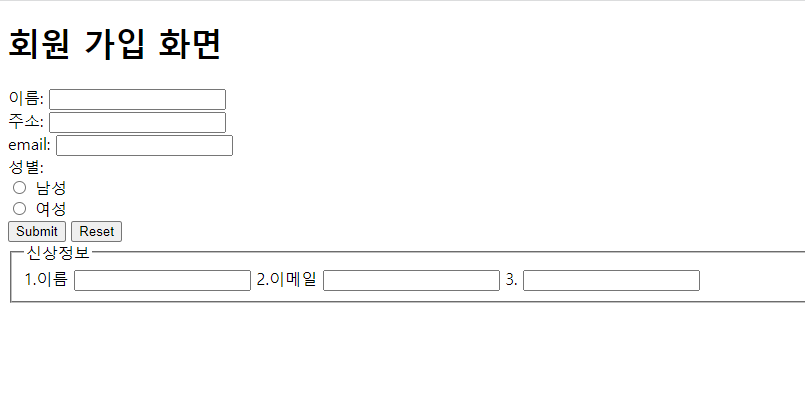 회원 가입 화면
이름:
주소:
email:
성별:
남성
여성
Submit Reset
신상정보
1.이름 2.이메일 3.